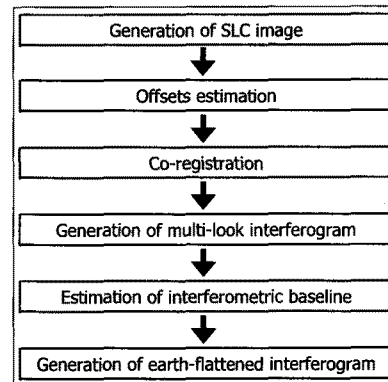 Generation of SLC image
Offsets estimation
Co-registration
Generation of multi-look interferogram
Estimation of interferometric baseline
Generation of earth-flattened interferogram